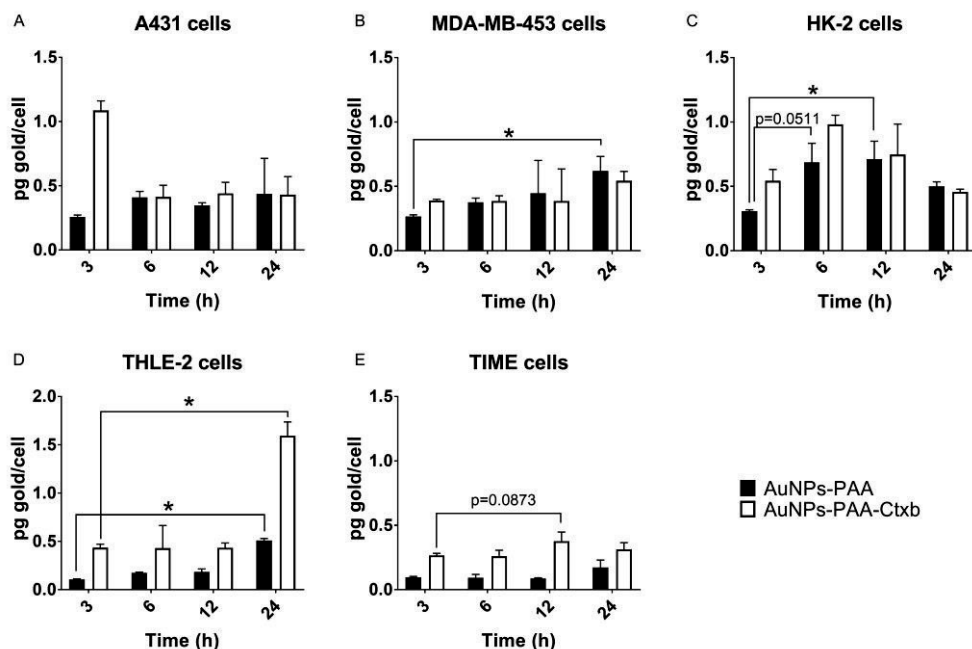 A
A431 cells
pg gold/cell
1.5
1.0
0.5
0.0
3
6
12
24
Time (h)
B
MDA-MB-453 cells
pg gold/cell
1.5
1.0
0.5
0.0
*
3
6
12
24
Time (h)
C
HK-2 cells
pg gold/cell
1.5
1.0
0.5
0.0
*
p=0.0511
3
6
12
24
Time (h)
D
THLE-2 cells
pg gold/cell
2.0
1.5
1.0
0.5
0.0
*
*
3
6
12
24
Time (h)
E
TIME cells
pg gold/cell
1.5
1.0
0.5
0.0
p=0.0873
3
6
12
24
Time (h)
AuNPs-PAA
AuNPs-PAA-Ctxb